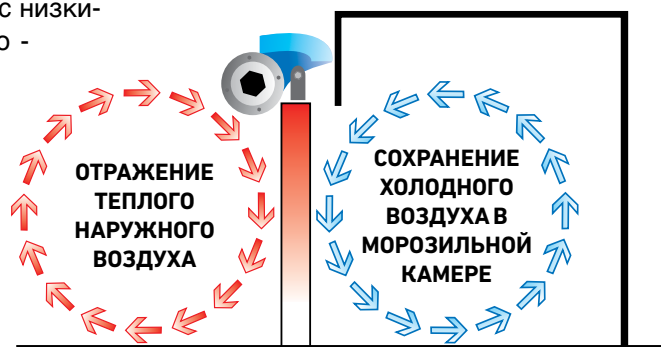 с низки-
о -
ОТРАЖЕНИЕ
ТЕПЛОГО
НАРУЖНОГО
ВОЗДУХА
СОХРАНЕНИЕ
ХОЛОДНОГО
ВОЗДУХА В
МОРОЗИЛЬНОЙ
КАМЕРЕ